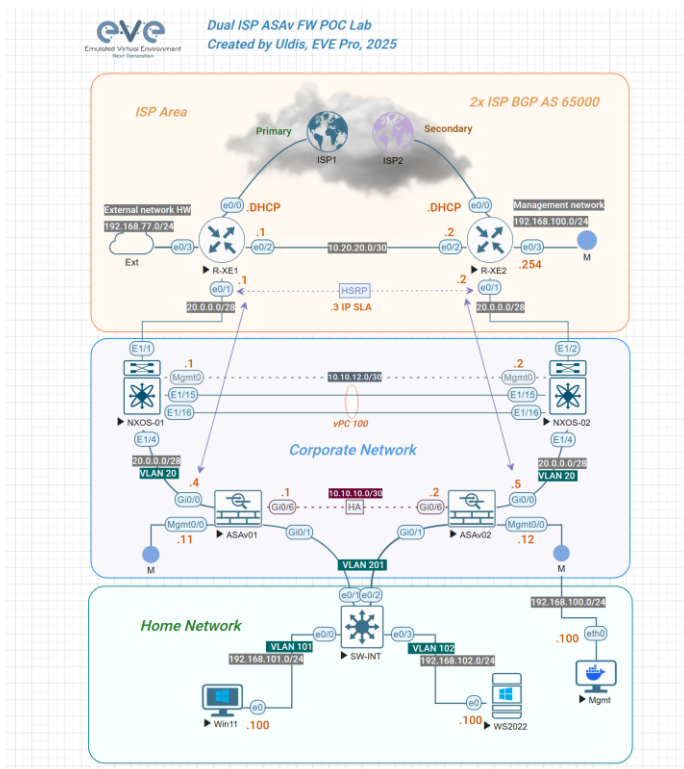 eve
Emulated Virtual Environment
Next Generation
Dual ISP ASAv FW POC Lab
Created by Uldis, EVE Pro, 2025
ISP Area
2x ISP BGP AS 65000
Primary
Secondary
ISP1
ISP2
External network HW
192.168.77.0/24
e0/0
.DHCP
.DHCP
e0/0
Management network
192.168.100.0/24
Ext
e0/3
.1
e0/2
10.20.20.0/30
.2
e0/2
e0/3
M
R-XE1
R-XE2
.254
e0/1
.1
HSRP
.2
e0/1
20.0.0.0/28
.3 IP SLA
20.0.0.0/28
E1/1
E1/2
.1
.2
Mgmt0
10.10.12.0/30
Mgmt0
E1/15
E1/15
E1/16
E1/16
NXOS-01
vPC 100
NXOS-02
E1/4
E1/4
Corporate Network
20.0.0.0/28
VLAN 20
20.0.0.0/28
VLAN 20
.4
.5
Gi0/0
.1
10.10.10.0/30
.2
Gi0/0
Gi0/6
HA
Gi0/6
Mgmt0/0
ASAv01
Gi0/1
Gi0/1
ASAv02
Mgmt0/0
.11
.12
M
VLAN 201
M
e0/1
e0/2
192.168.100.0/24
Home Network
e0/0
e0/3
.100
eth0
VLAN 101
SW-INT
VLAN 102
192.168.101.0/24
192.168.102.0/24
Mgmt
e0
e0
Win11
.100
.100
WS2022